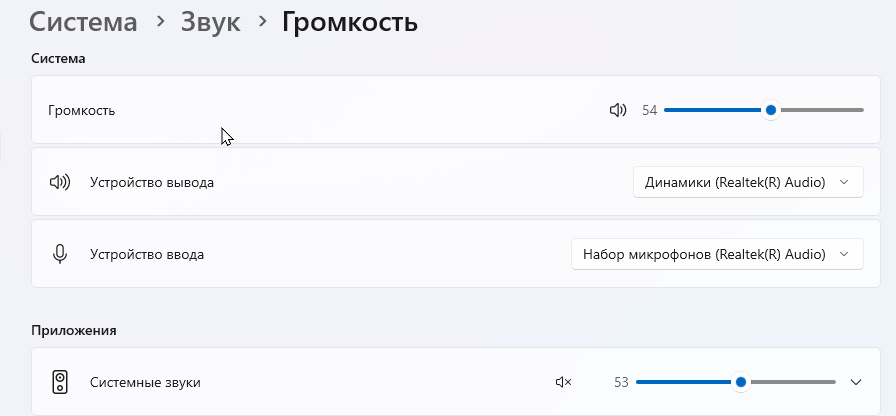 Система > Звук > Громкость
Система
Громкость 54
Устройство вывода Динамики (Realtek(R) Audio)
Устройство ввода Набор микрофонов (Realtek(R) Audio)
Приложения
Системные звуки 53